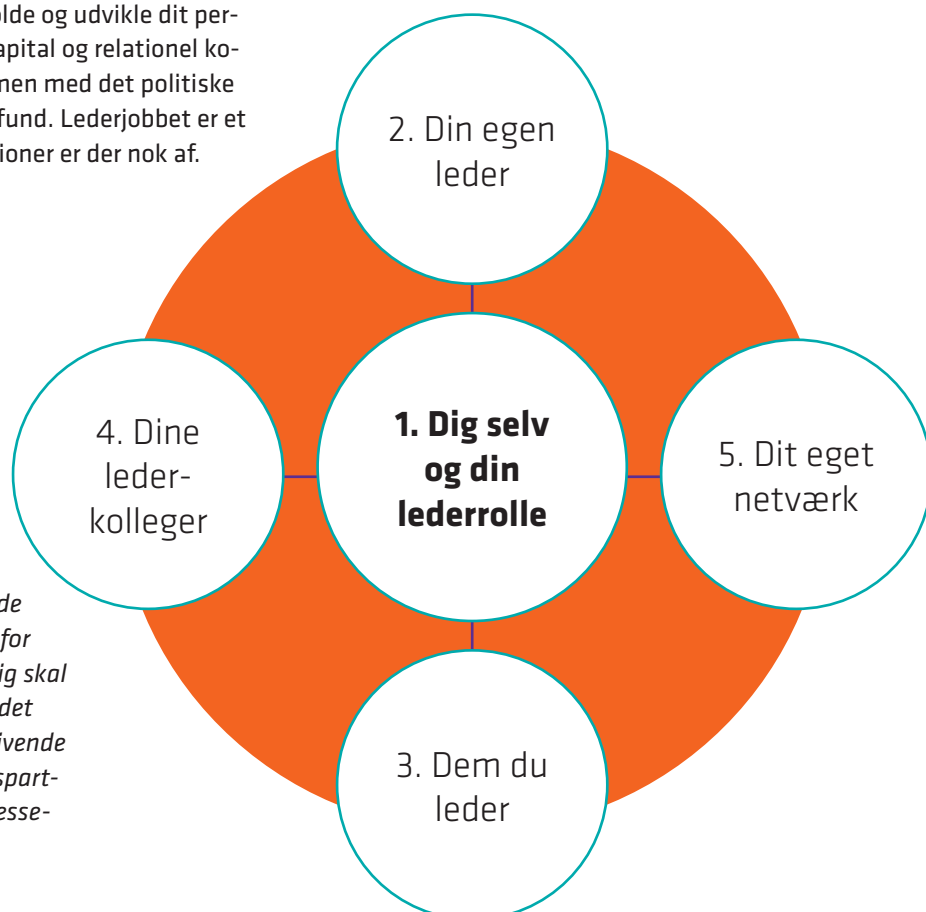 olde og udvikle dit per-
apital og relationel ko-
men med det politiske
fund. Lederjobbet er et
ioner er der nok af.
2. Din egen
leder
4. Dine
leder-
kolleger
1. Dig selv
og din
lederrolle
5. Dit eget
netværk
de
for
ig skal
det
ivende
spart-
esse-
3. Dem du
leder